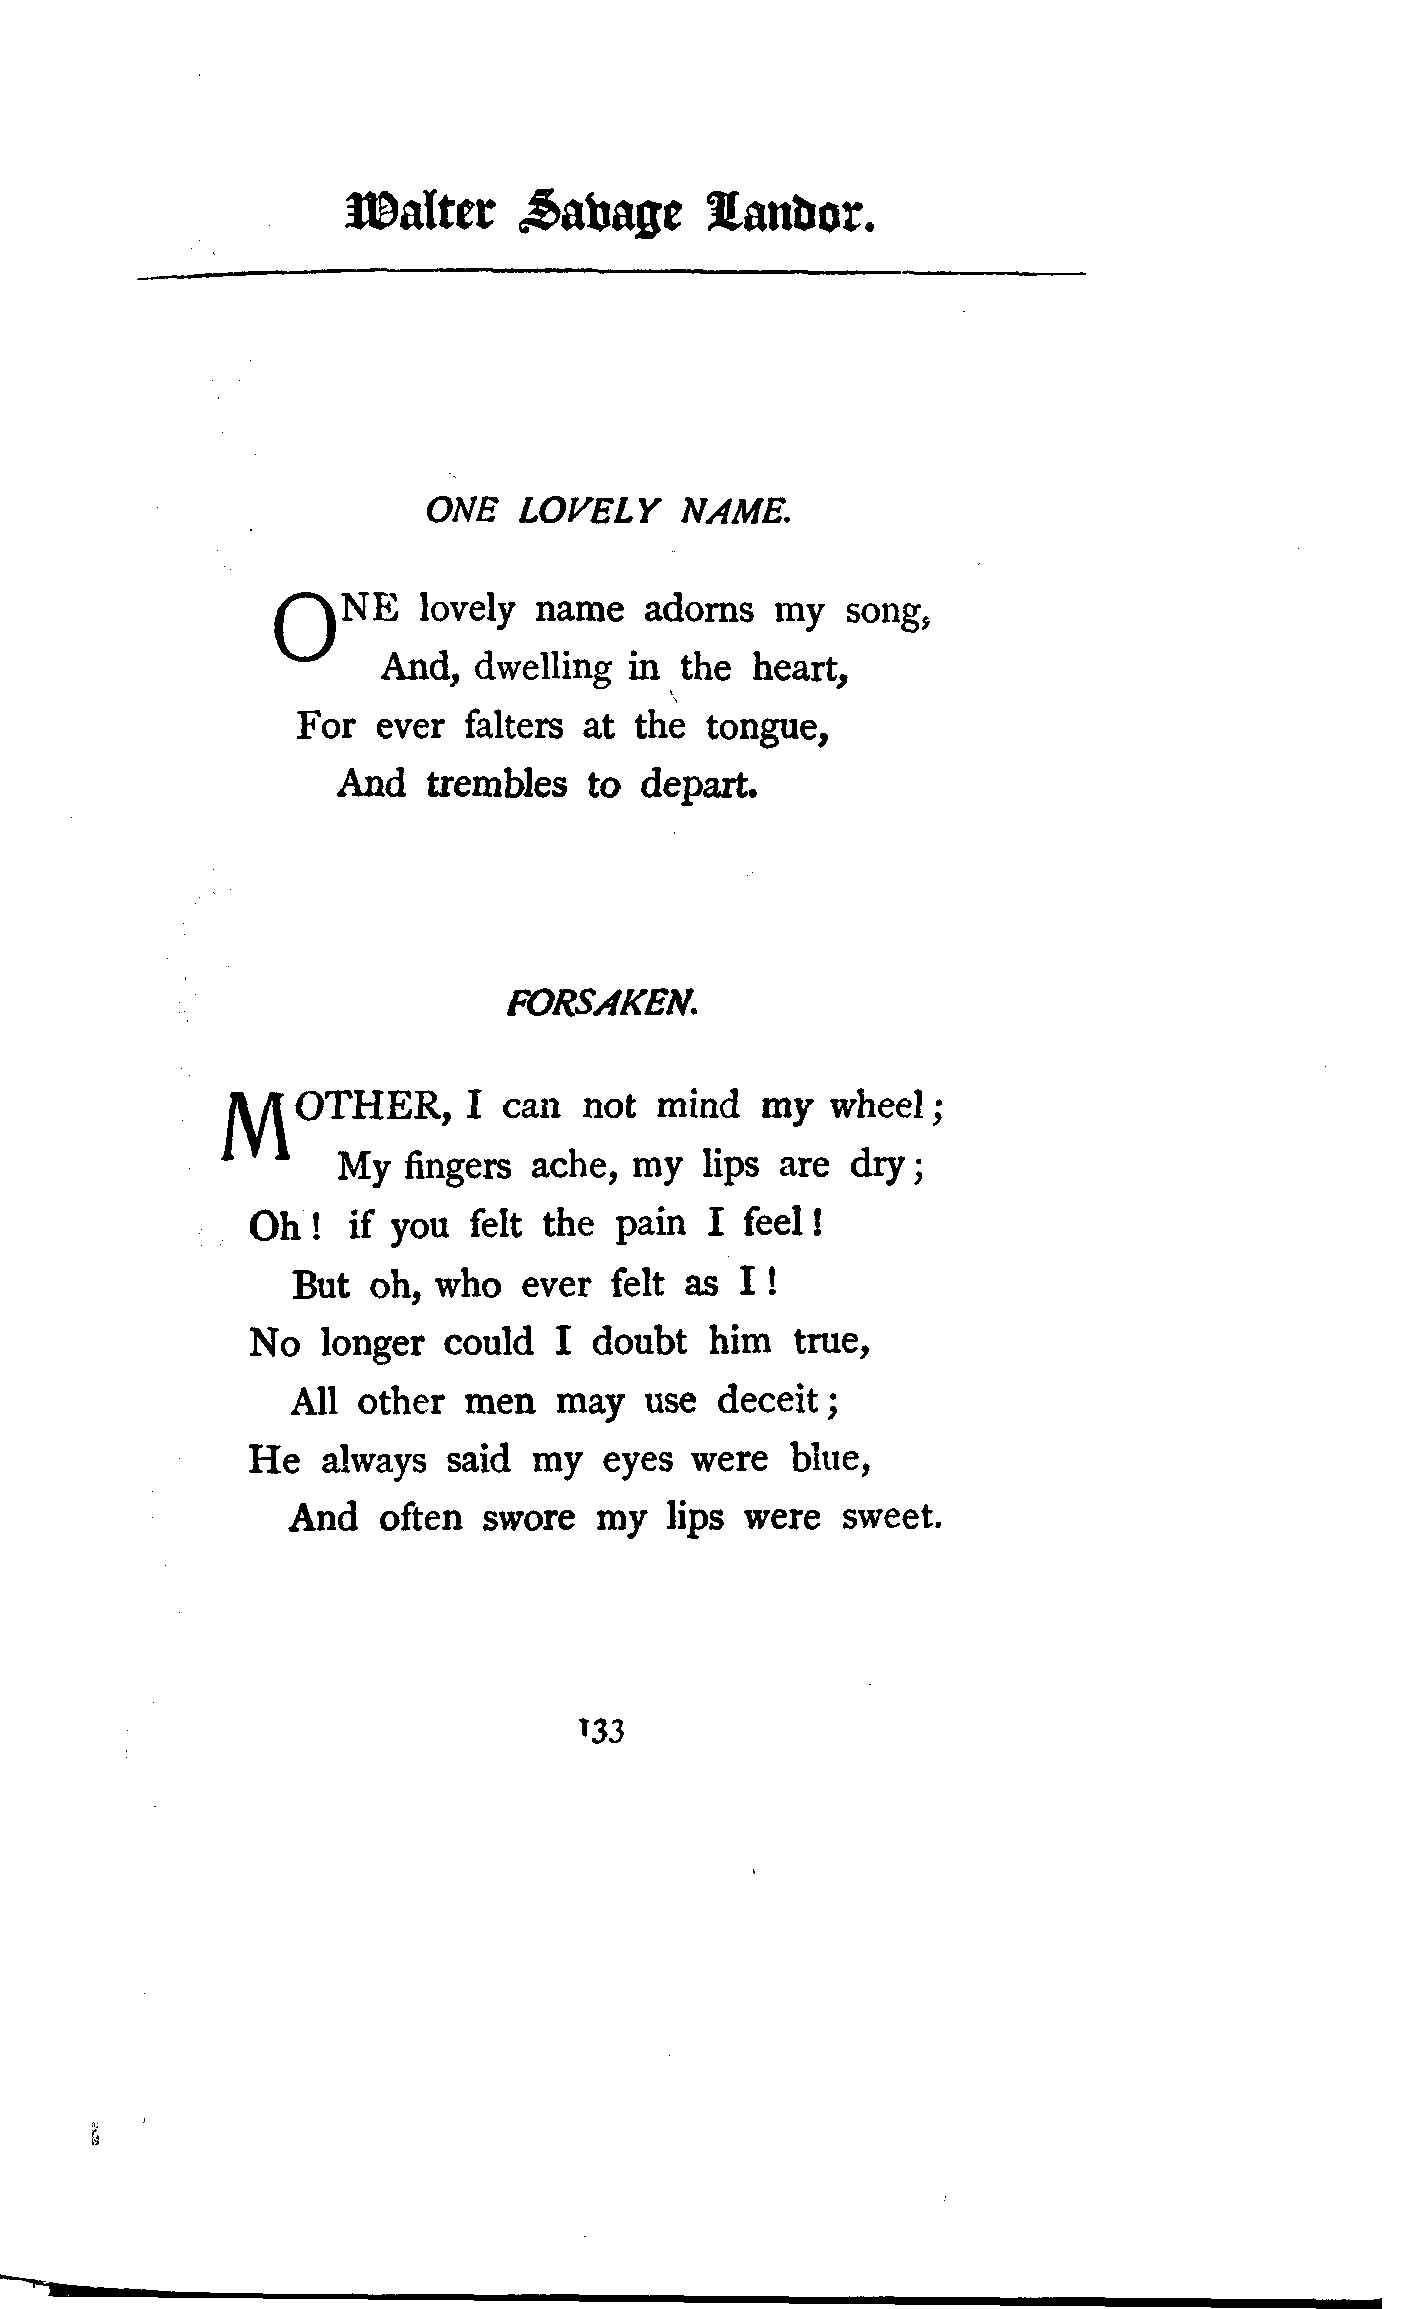 Walter Savage Landor.
ONE LOVELY NAME.
ONE lovely name adorns my song,
And, dwelling in the heart,
For ever falters at the tongue,
And trembles to depart.
FORSAKEN.
MOTHER, I can not mind my wheel;
My fingers ache, my lips are dry;
Oh! if you felt the pain I feel!
But oh, who ever felt as I!
No longer could I doubt him true,
All other men may use deceit;
He always said my eyes were blue,
And often swore my lips were sweet.
133